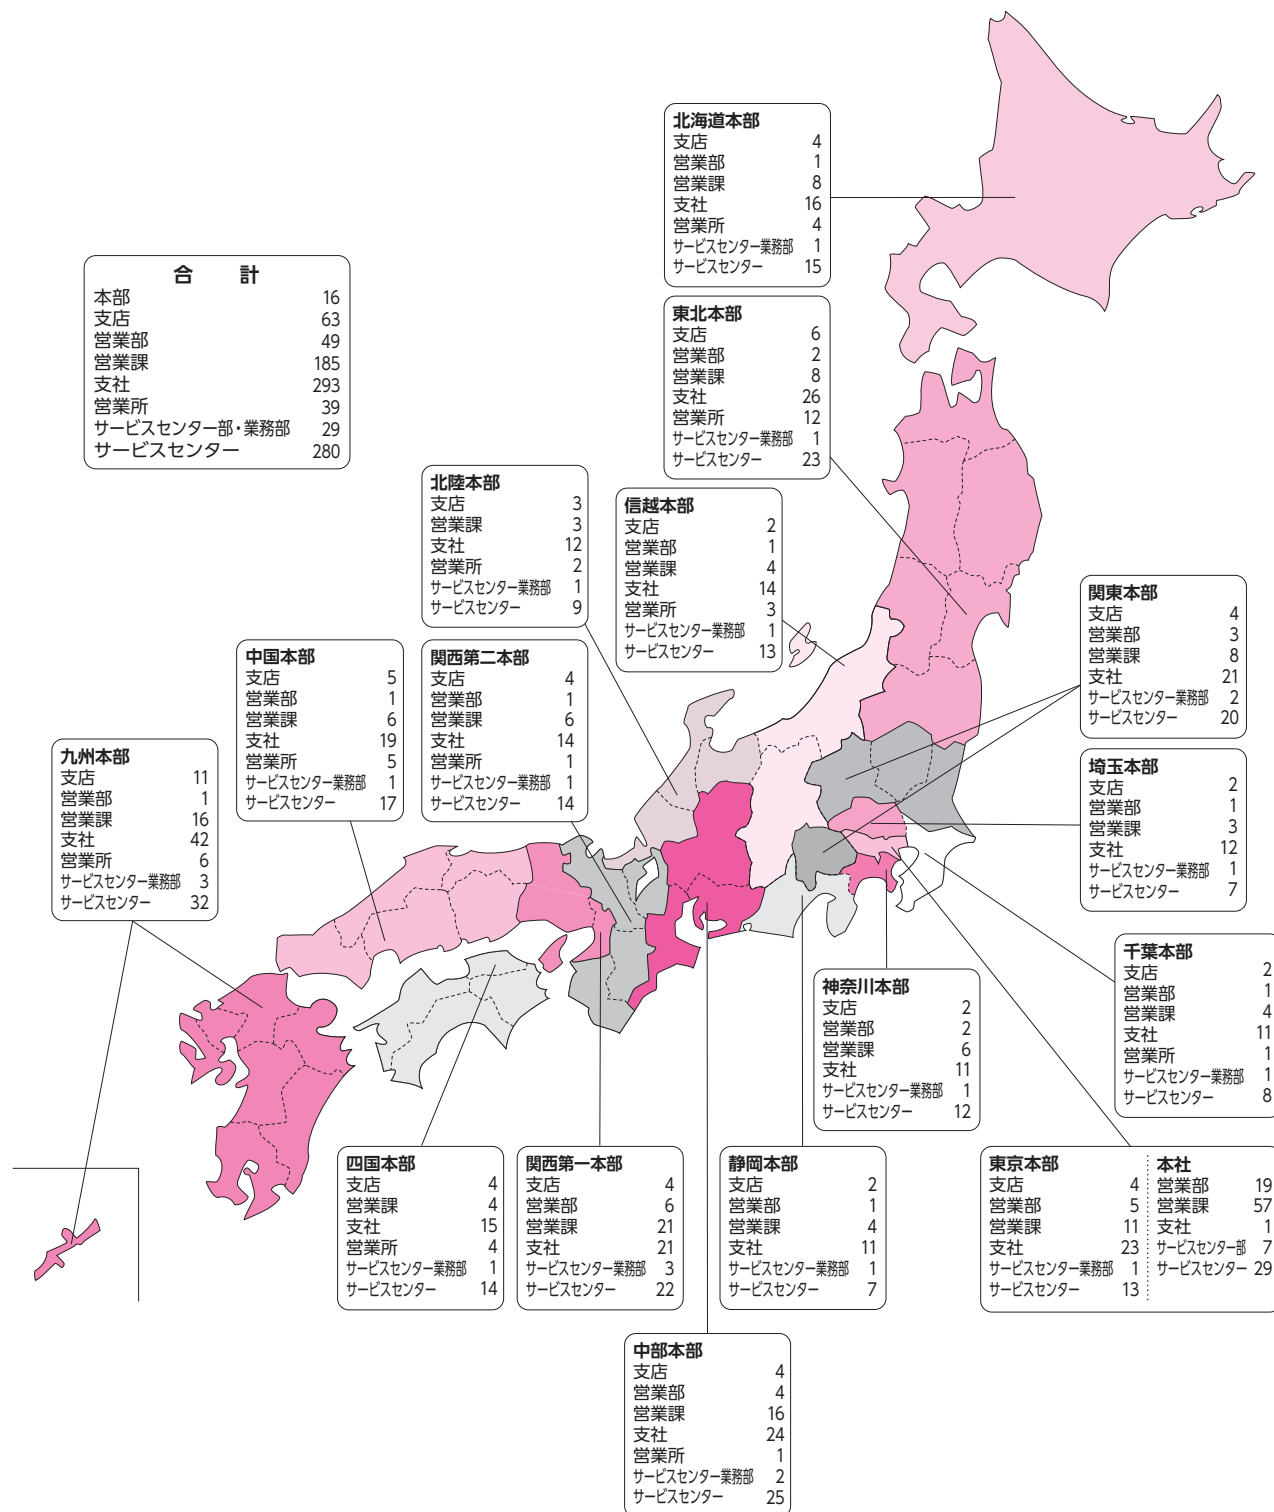 北海道本部
支店 4
営業部 1
営業課 8
支社 16
営業所 4
サービスセンター業務部 1
サービスセンター 15
合 計
本部 16
支店 63
営業部 49
営業課 185
支社 293
営業所 39
サービスセンター部・業務部 29
サービスセンター 280
東北本部
支店 6
営業部 2
営業課 8
支社 26
営業所 12
サービスセンター業務部 1
サービスセンター 23
北陸本部
支店 3
営業課 3
支社 12
営業所 2
サービスセンター業務部 1
サービスセンター 9
信越本部
支店 2
営業部 1
営業課 4
支社 14
営業所 3
サービスセンター業務部 1
サービスセンター 13
関東本部
支店 4
営業部 3
営業課 8
支社 21
サービスセンター業務部 2
サービスセンター 20
中国本部
支店 5
営業部 1
営業課 6
支社 19
営業所 5
サービスセンター業務部 1
サービスセンター 17
関西第二本部
支店 4
営業部 1
営業課 6
支社 14
営業所 1
サービスセンター業務部 1
サービスセンター 14
九州本部
支店 11
営業部 1
営業課 16
支社 42
営業所 6
サービスセンター業務部 3
サービスセンター 32
埼玉本部
支店 2
営業部 1
営業課 3
支社 12
サービスセンター業務部 1
サービスセンター 7
千葉本部
支店 2
営業部 1
営業課 4
支社 11
営業所 1
サービスセンター業務部 1
サービスセンター 8
神奈川本部
支店 2
営業部 2
営業課 6
支社 11
サービスセンター業務部 1
サービスセンター 12
四国本部
支店 4
営業課 4
支社 15
営業所 4
サービスセンター業務部 1
サービスセンター 14
関西第一本部
支店 4
営業部 6
営業課 21
支社 21
サービスセンター業務部 3
サービスセンター 22
静岡本部
支店 2
営業部 1
営業課 4
支社 11
サービスセンター業務部 1
サービスセンター 7
東京本部
支店 4
営業部 5
営業課 11
支社 23
サービスセンター業務部 1
サービスセンター 13
本社
営業部 19
営業課 57
支社 1
サービスセンター部 7
サービスセンター 29
中部本部
支店 4
営業部 4
営業課 16
支社 24
営業所 1
サービスセンター業務部 2
サービスセンター 25